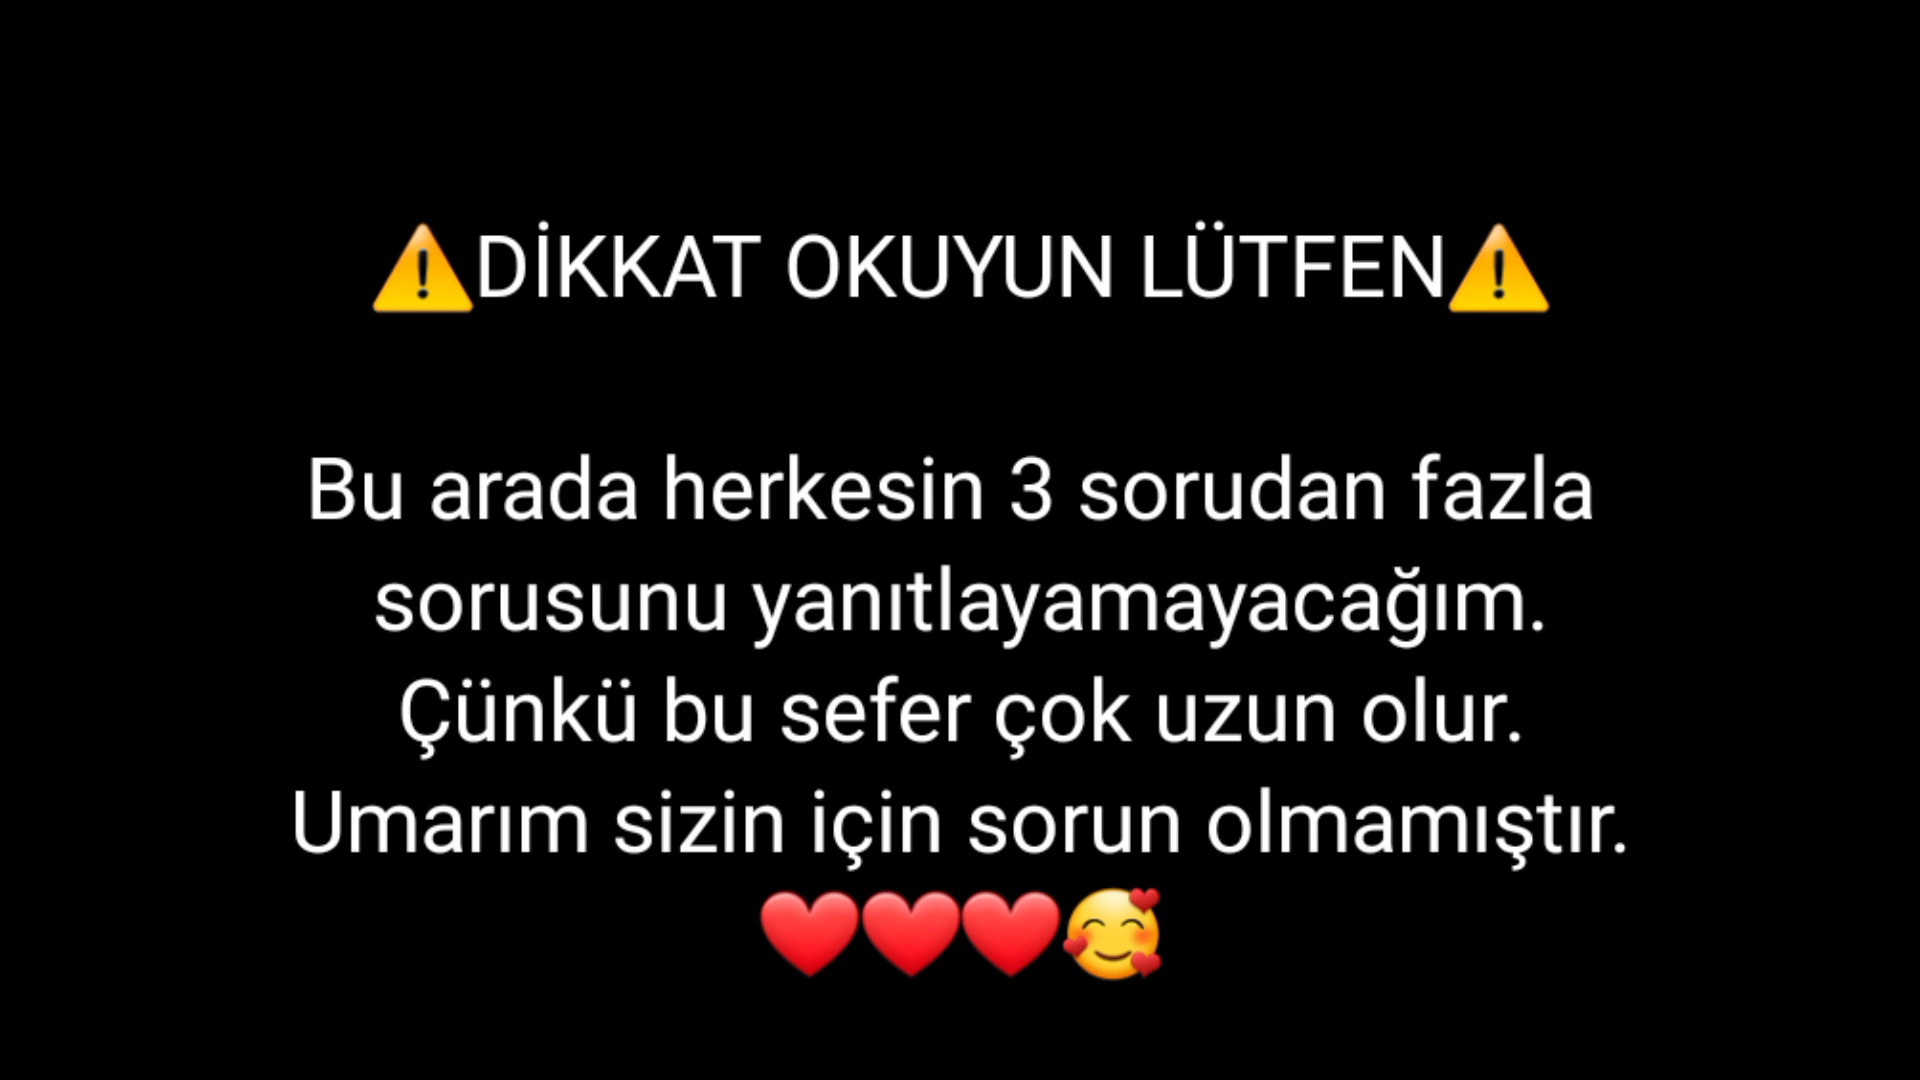 ⚠️DİKKAT OKUYUN LÜTFEN⚠️
Bu arada herkesin 3 sorudan fazla
sorusunu yanıtlayamayacağım.
Çünkü bu sefer çok uzun olur.
Umarım sizin için sorun olmamıştır.
❤️❤️❤️🥰